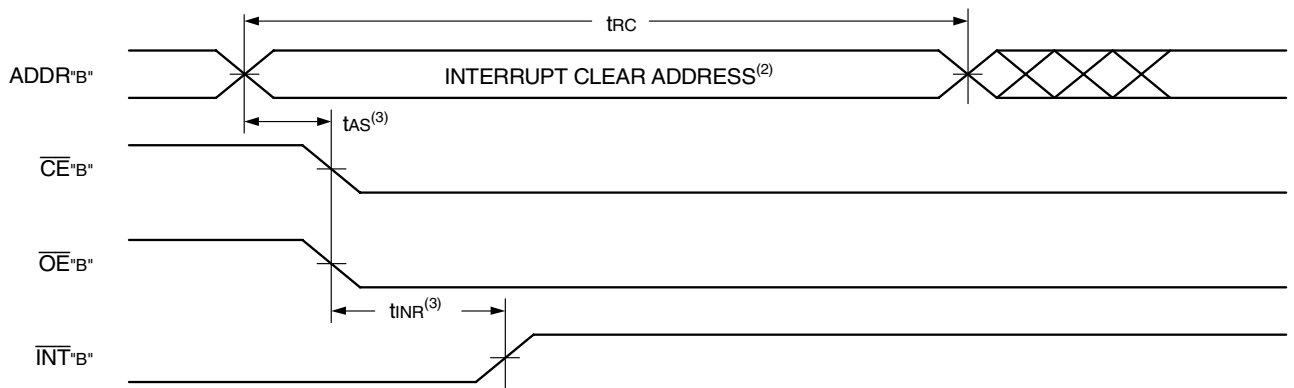 tRC
ADDR"B"
INTERRUPT CLEAR ADDRESS(2)
tAS(3)
CE"B"
OE"B"
tINR(3)
INT"B"